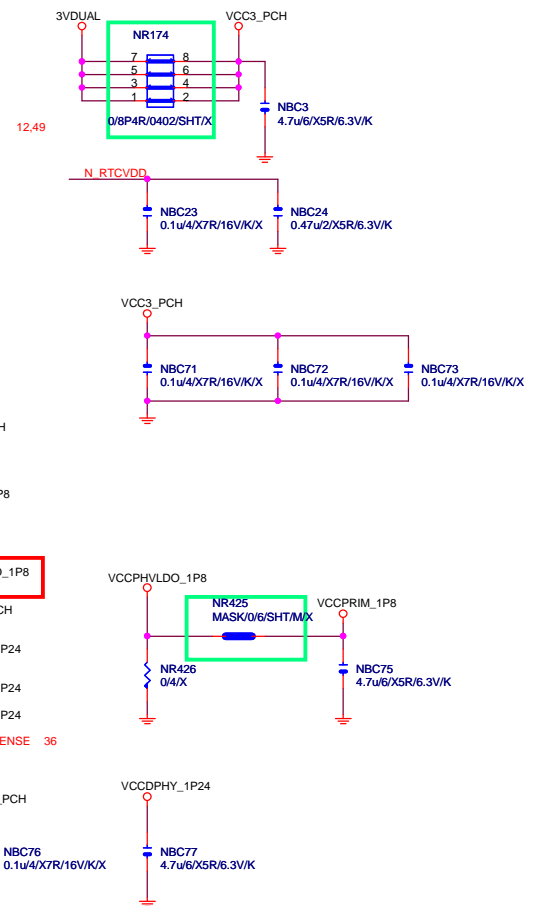 3VDUAL
VCC3_PCH
NR174
7 8
5 6
3 4
1 2
0/8P4R/0402/SHT/X
NBC3
4.7u/6/X5R/6.3V/K
12,49
N_RTCVDD
NBC23
0.1u/4/X7R/16V/K/X
NBC24
0.47u/2/X5R/6.3V/K
VCC3_PCH
NBC71
0.1u/4/X7R/16V/K/X
NBC72
0.1u/4/X7R/16V/K/X
NBC73
0.1u/4/X7R/16V/K/X
H
P8
O_1P8
CH
P24
P24
P24
ENSE 36
VCCPHVLDO_1P8
NR425
MASK/0/6/SHT/M/X
VCCPRIM_1P8
NR426
0/4/X
NBC75
4.7u/6/X5R/6.3V/K
_PCH
VCCDPHY_1P24
NBC76
0.1u/4/X7R/16V/K/X
NBC77
4.7u/6/X5R/6.3V/K